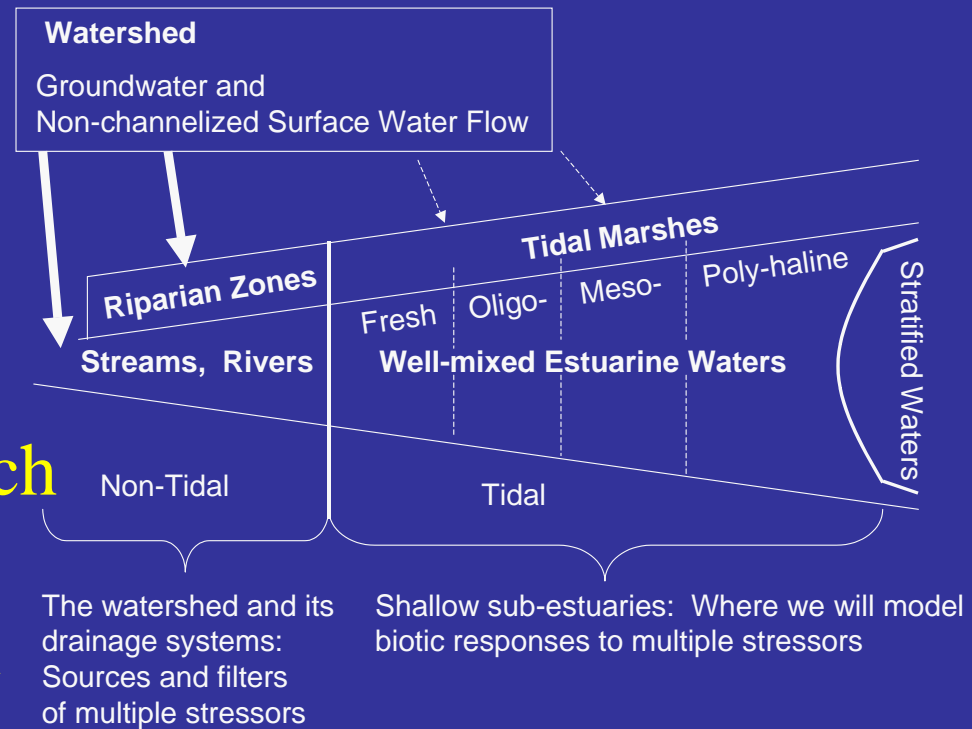 Watershed
Groundwater and
Non-channelized Surface Water Flow
Tidal Marshes
Riparian Zones
Fresh
Oligo-
Meso-
Poly-haline
Stratified Waters
Streams, Rivers
Well-mixed Estuarine Waters
ch
Non-Tidal
Tidal
The watershed and its
drainage systems:
Sources and filters
of multiple stressors
Shallow sub-estuaries: Where we will model
biotic responses to multiple stressors